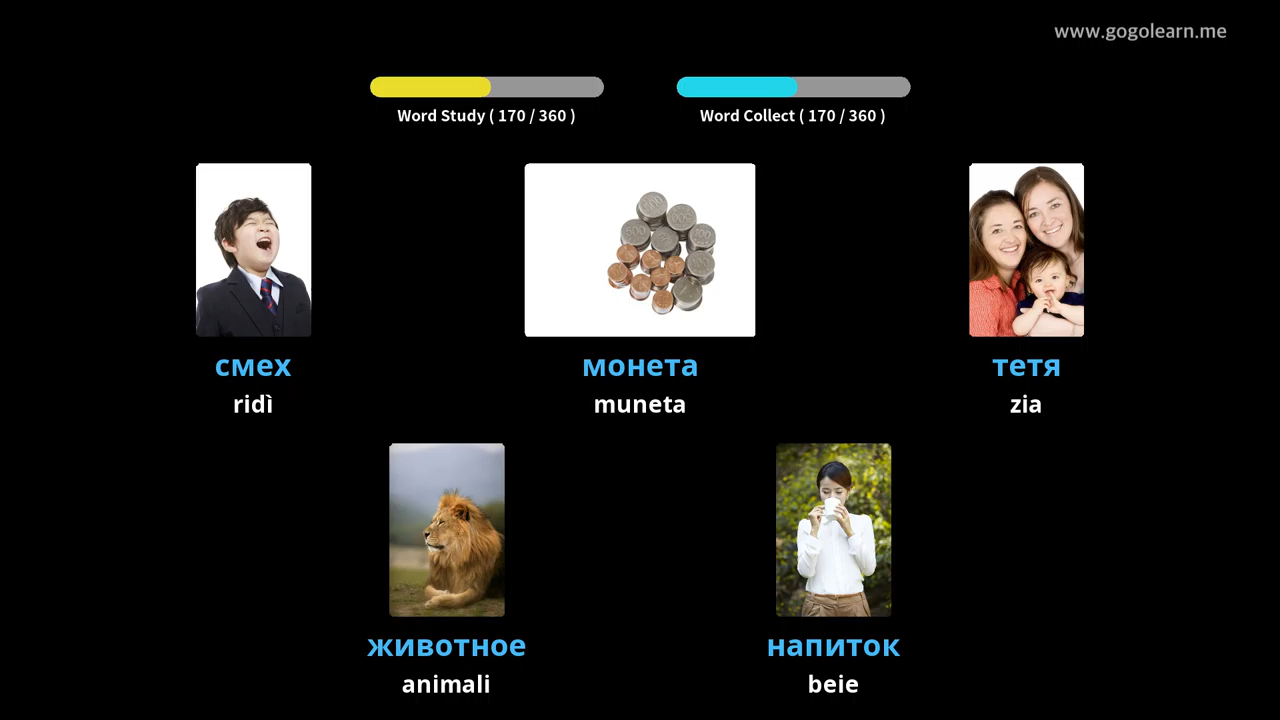 www.gogolearn.me
Word Study ( 170 / 360 )
Word Collect ( 170 / 360 )
смех
монета
тетя
ridì
muneta
zia
животное
напиток
animali
beie